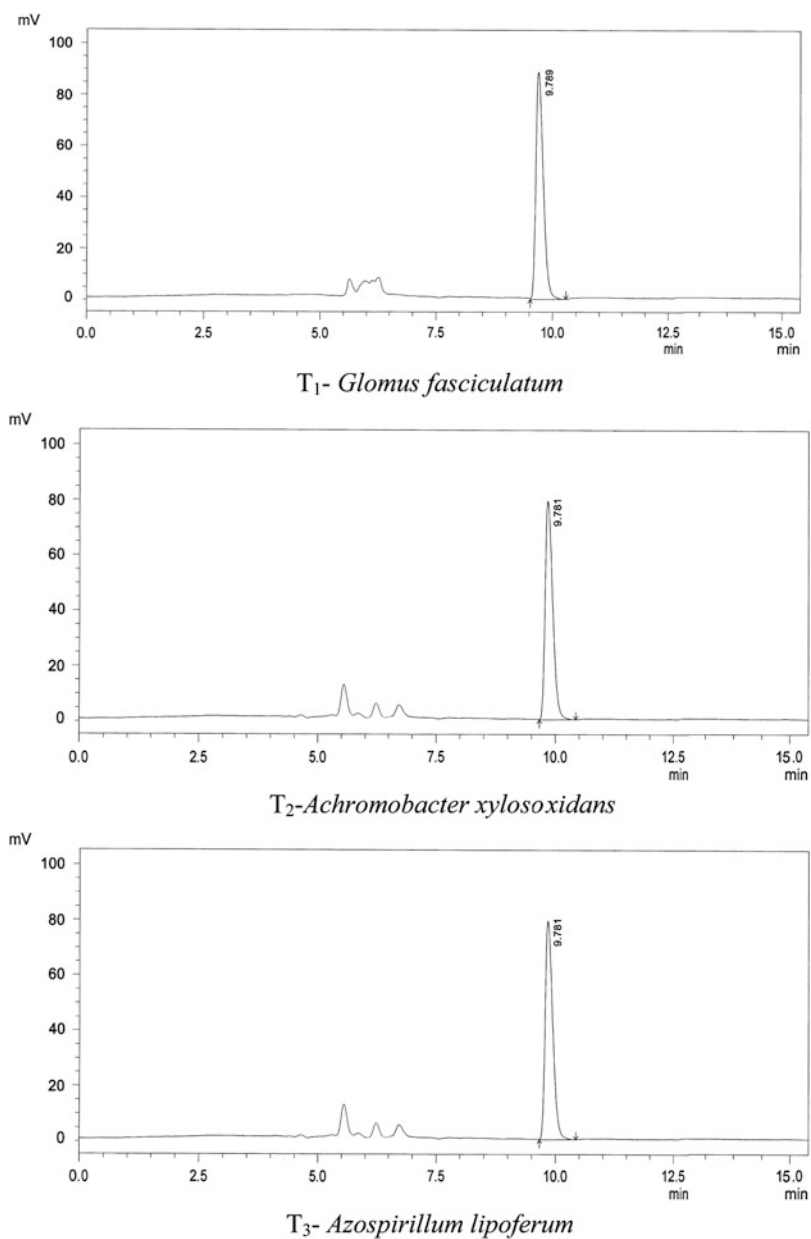 mV
100
80
60
40
20
0
9.789
0.0 2.5 5.0 7.5 10.0 12.5 15.0
min min
T₁- Glomus fasciculatum
mV
100
80
60
40
20
0
9.781
0.0 2.5 5.0 7.5 10.0 12.5 15.0
min min
T₂-Achromobacter xylosoxidans
mV
100
80
60
40
20
0
9.781
0.0 2.5 5.0 7.5 10.0 12.5 15.0
min min
T₃- Azospirillum lipoferum